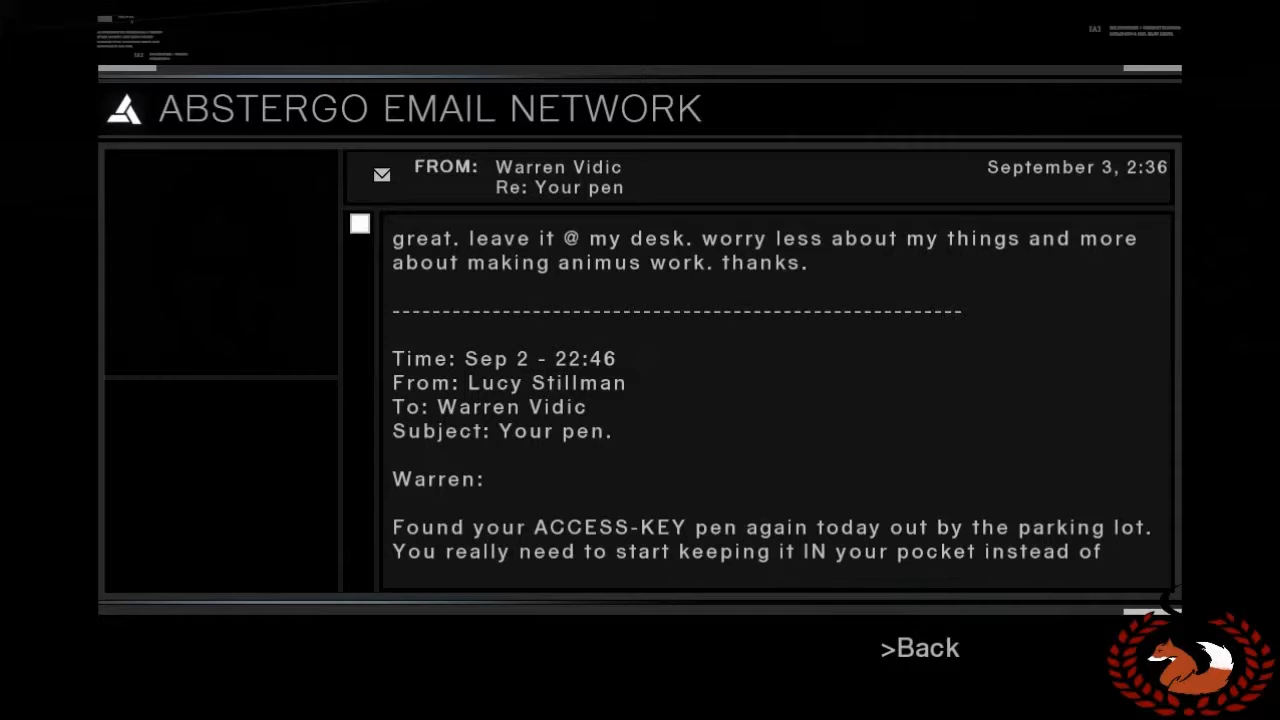 ABSTERGO EMAIL NETWORK
FROM: Warren Vidic
September 3, 2:36
Re: Your pen
great. leave it @ my desk. worry less about my things and more
about making animus work. thanks.
---------------------------------------------------------
Time: Sep 2 - 22:46
From: Lucy Stillman
To: Warren Vidic
Subject: Your pen.
Warren:
Found your ACCESS-KEY pen again today out by the parking lot.
You really need to start keeping it IN your pocket instead of
>Back